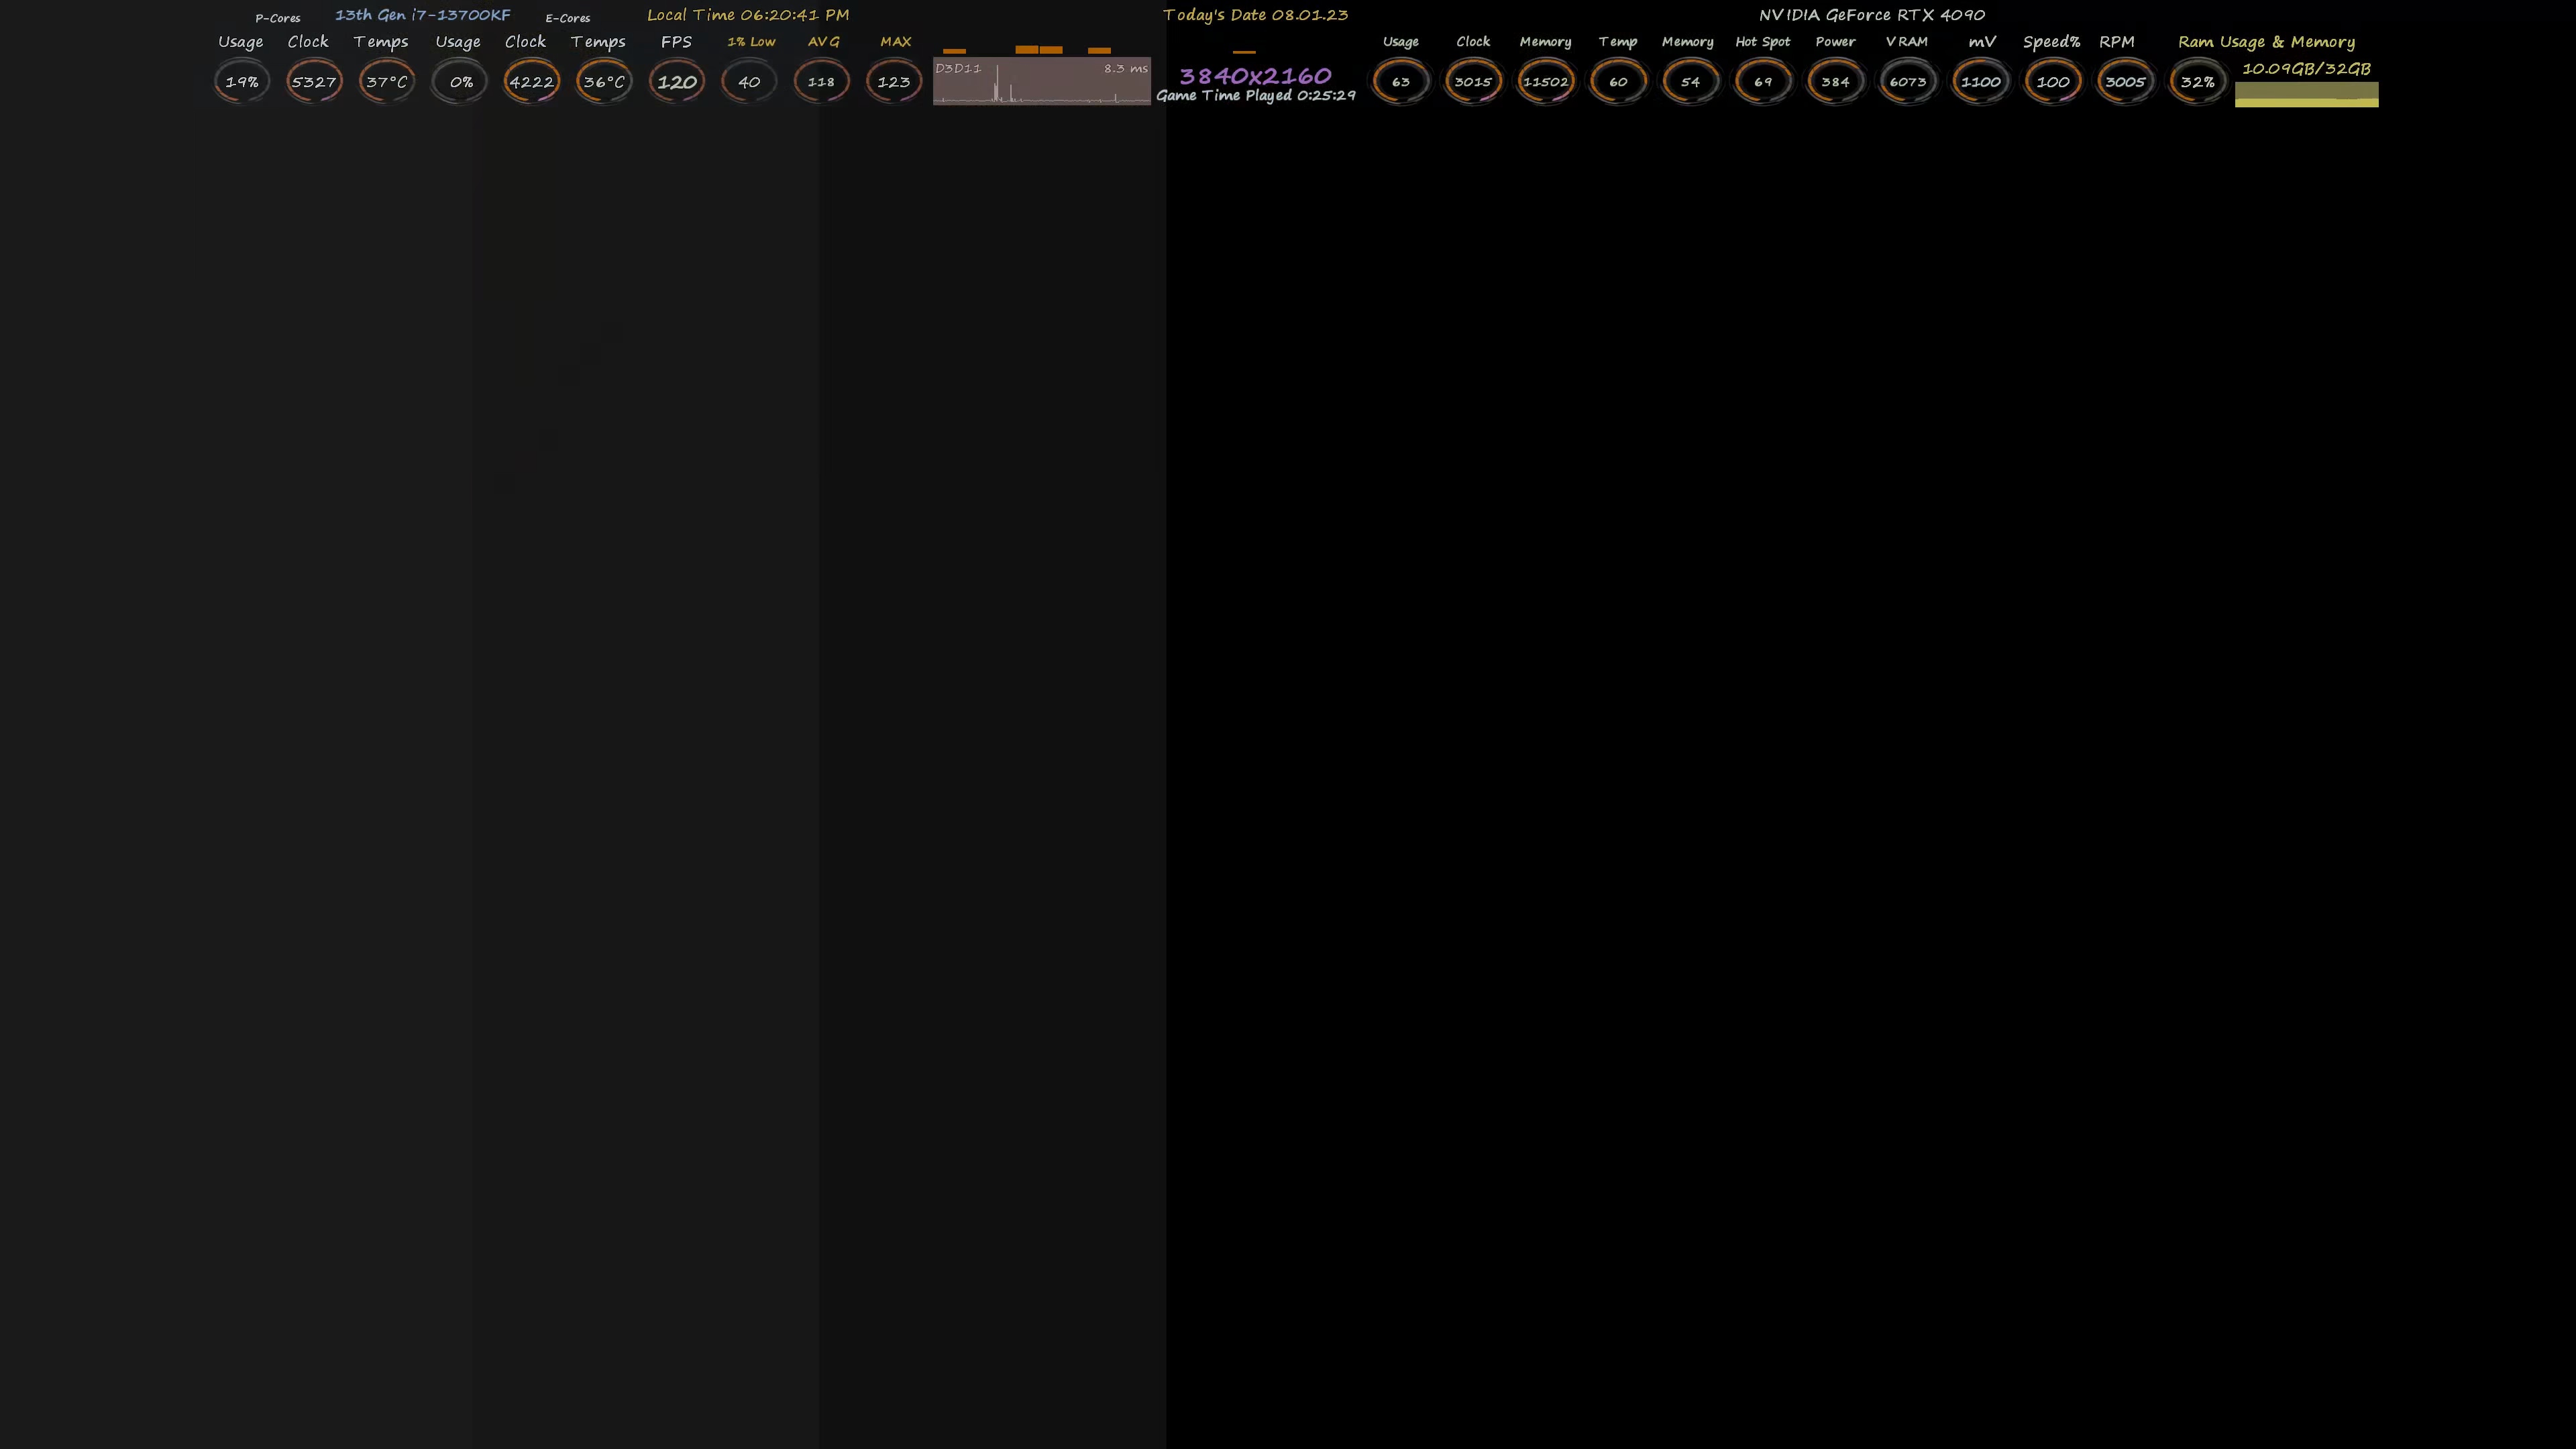 P-Cores 13th Gen i7-13700KF E-Cores Local Time 06:20:41 PM Today's Date 08.01.23 NVIDIA GeForce RTX 4090
Usage Clock Temps Usage Clock Temps FPS 1% Low AVG MAX Usage Clock Memory Temp Memory Hot Spot Power VRAM mV Speed% RPM Ram Usage & Memory
D3D11 8.3 ms 10.09GB/32GB
19% 5327 37°C 0% 4222 36°C 120 40 118 123 3840x2160 63 3015 11502 60 54 69 384 6073 1100 100 3005 32%
Game Time Played 0:25:29